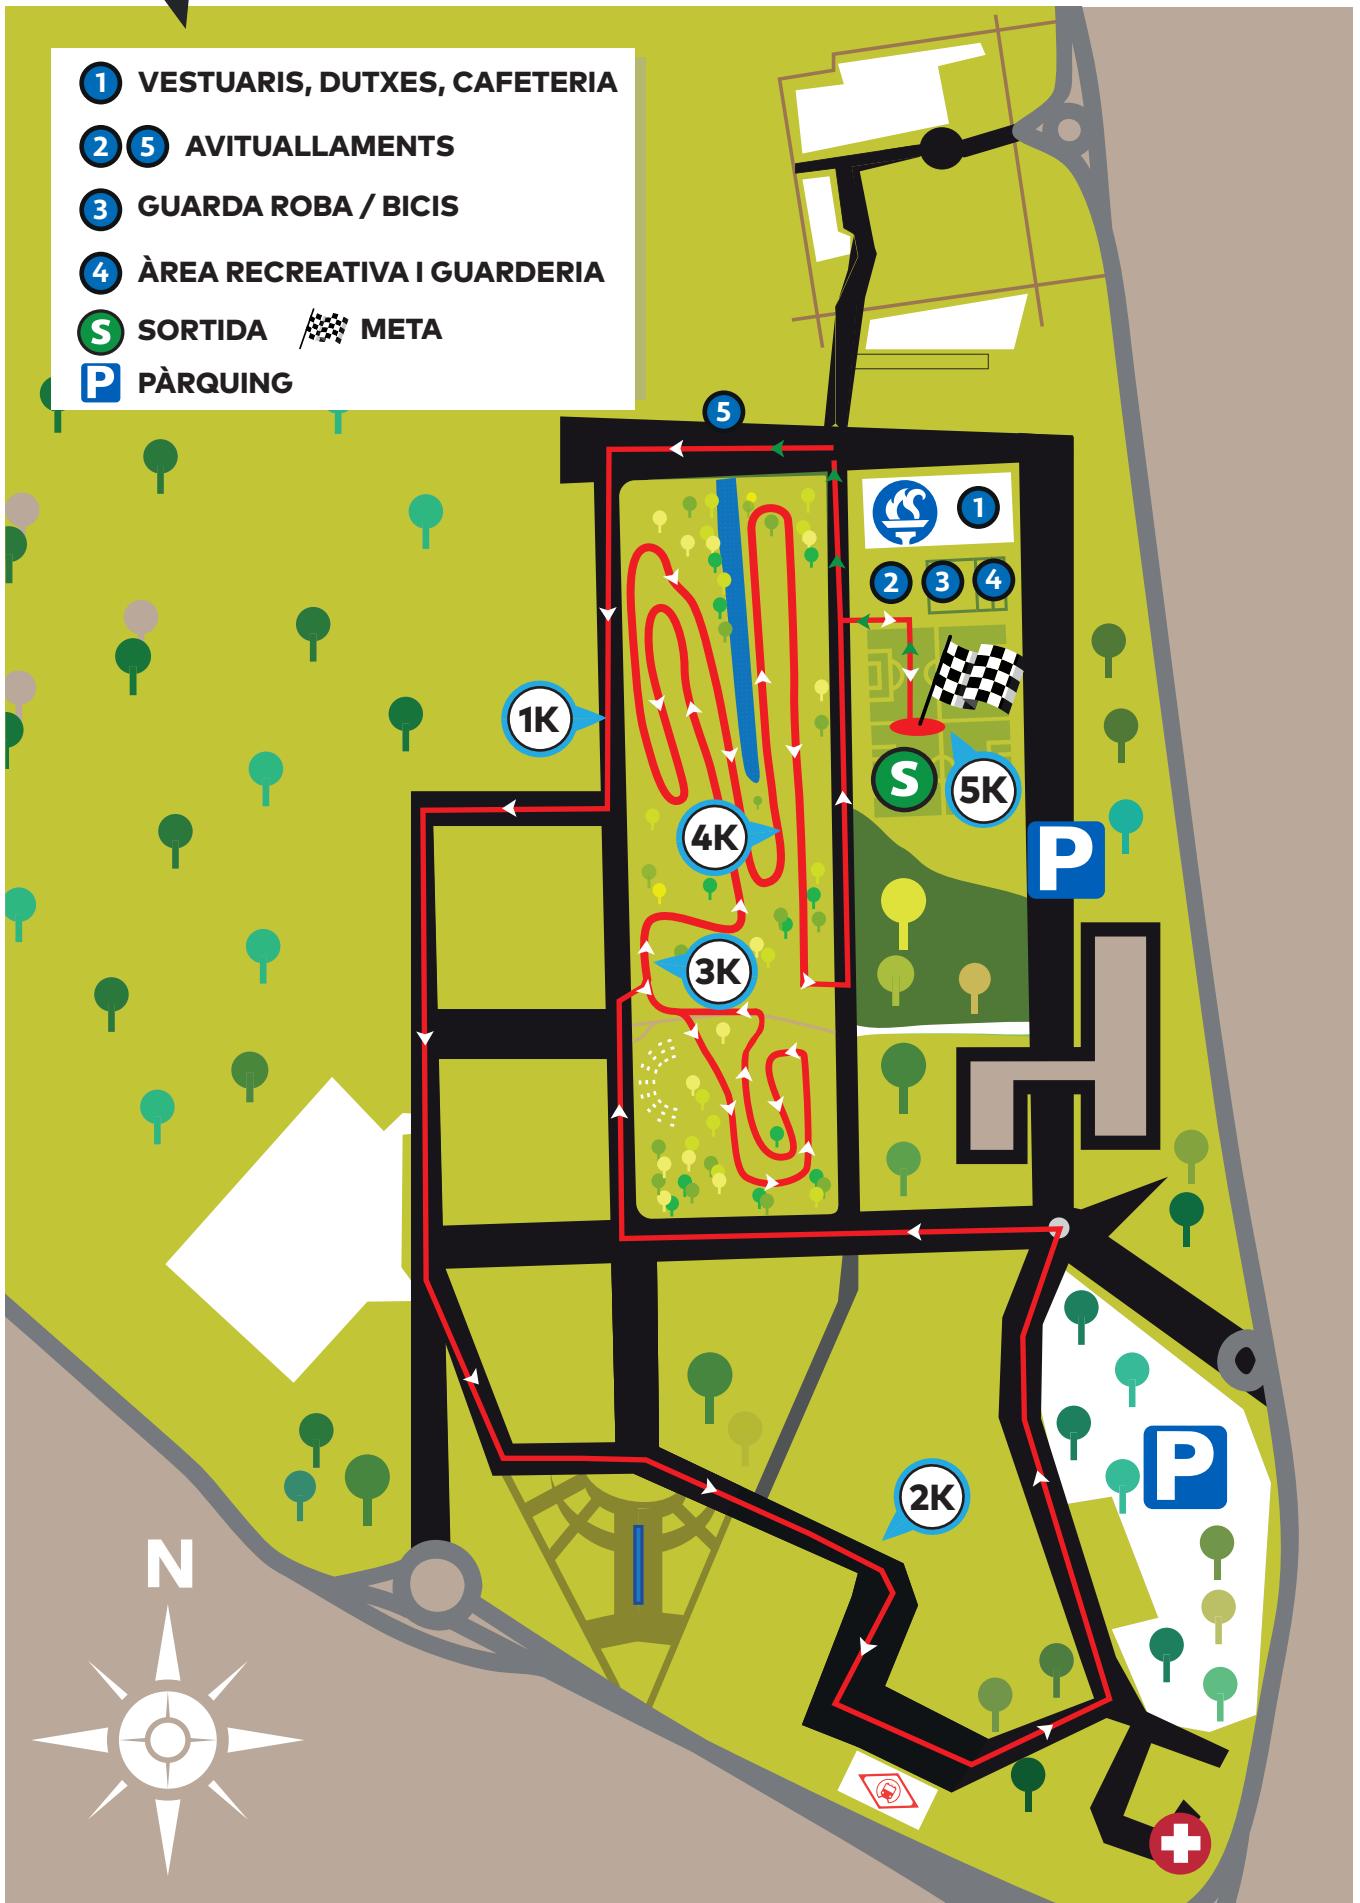 1 VESTUARIS, DUTXES, CAFETERIA
2 5 AVITUALLAMENTS
3 GUARDA ROBA / BICIS
4 ÀREA RECREATIVA I GUARDERIA
S SORTIDA META
P PÀRQUING
5
1
2 3 4
1K
S
5K
4K
P
3K
2K
P
N